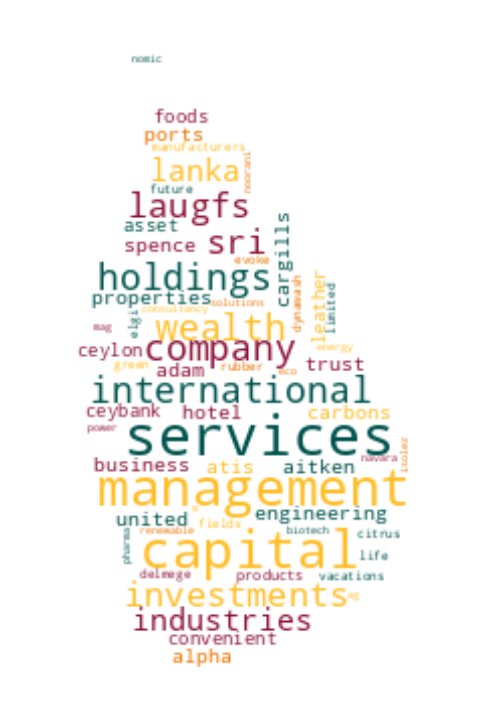 nomic
foods
ports
manufacturers
lanka
noorani
future
laugfs
asset
cargills
spence
sri
evoke
holdings
leather
dynawash
limited
properties
solutions
consultancy
elgi
wealth
mag
ceylon
company
energy
green
adam
rubber
eco
trust
international
ceybank
hotel
carbons
power
services
isolez
navara
business
atis
aitken
management
united
engineering
fields
pharma
renewable
biotech
citrus
capital
life
delmege
products
vacations
investments
ag
industries
convenient
alpha